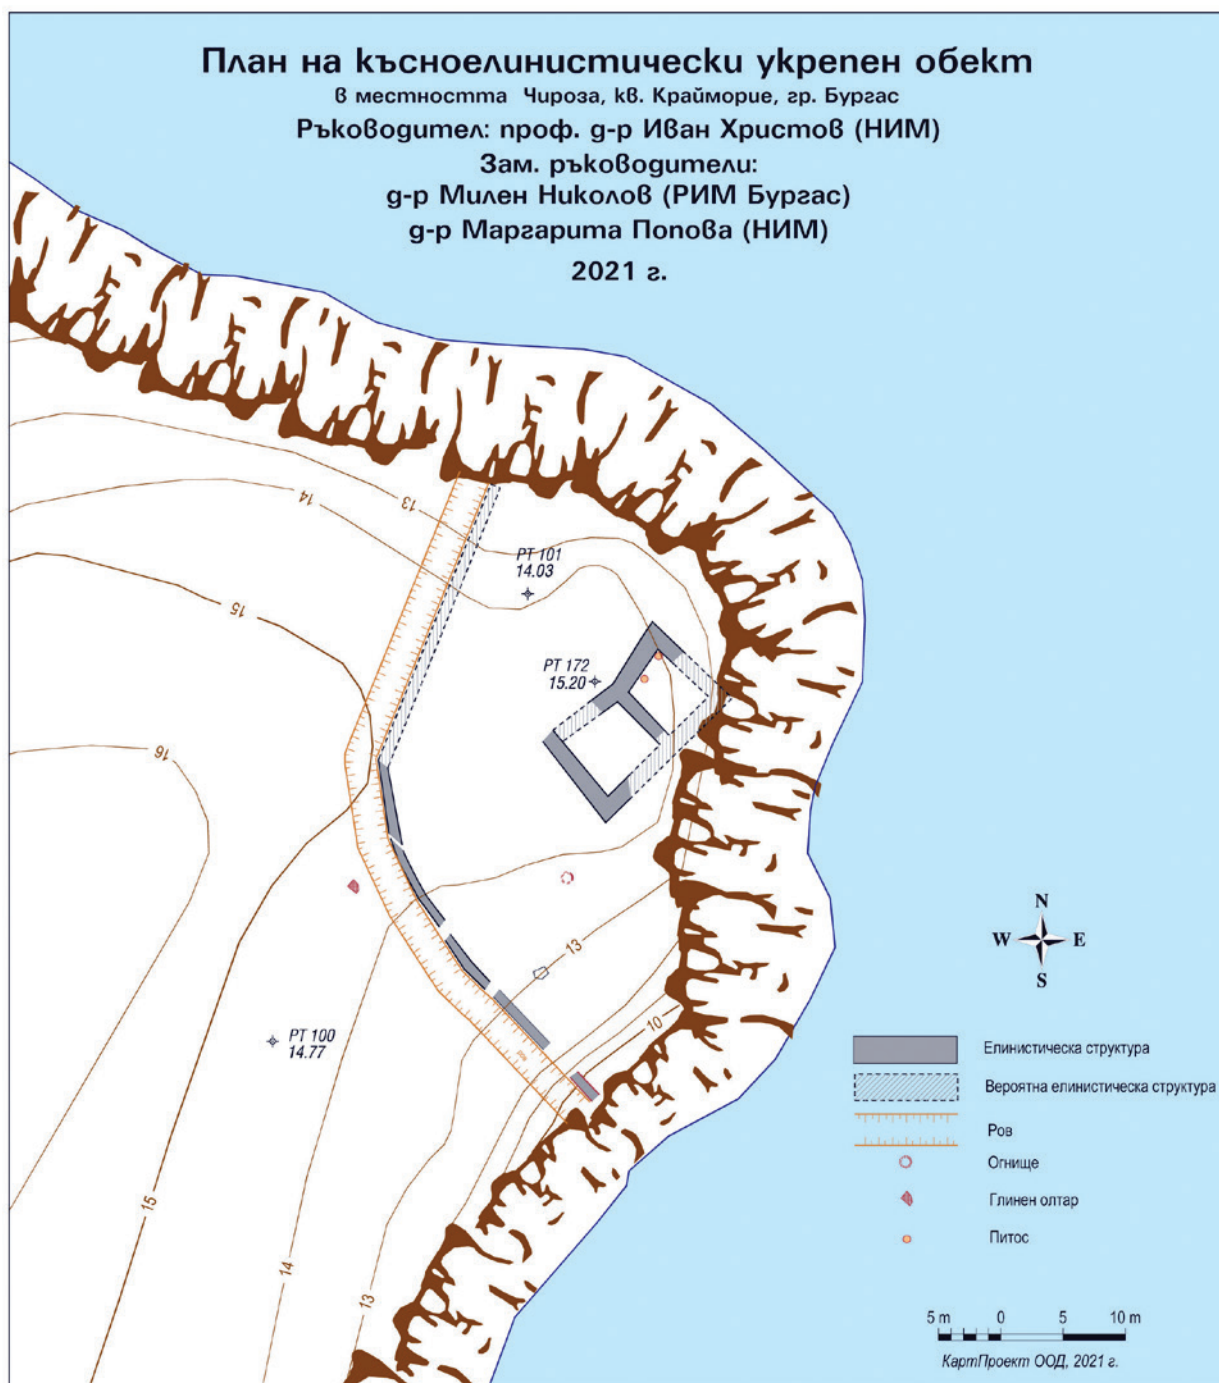 План на късноелинистически укрепен обект
в местността Чироза, кв. Крайморие, гр. Бургас
Ръководител: проф. д-р Иван Христов (НИМ)
Зам. ръководители:
д-р Милен Николов (РИМ Бургас)
д-р Маргарита Попова (НИМ)
2021 г.
13
14
PT 101
14.03
15
PT 172
15.20
16
13
N
W E
S
10
PT 100
14.77
Елинистическа структура
Вероятна елинистическа структура
Ров
Огнище
Глинен олтар
Питос
15
14
13
5 m 0 5 10 m
КартПроект ООД, 2021 г.